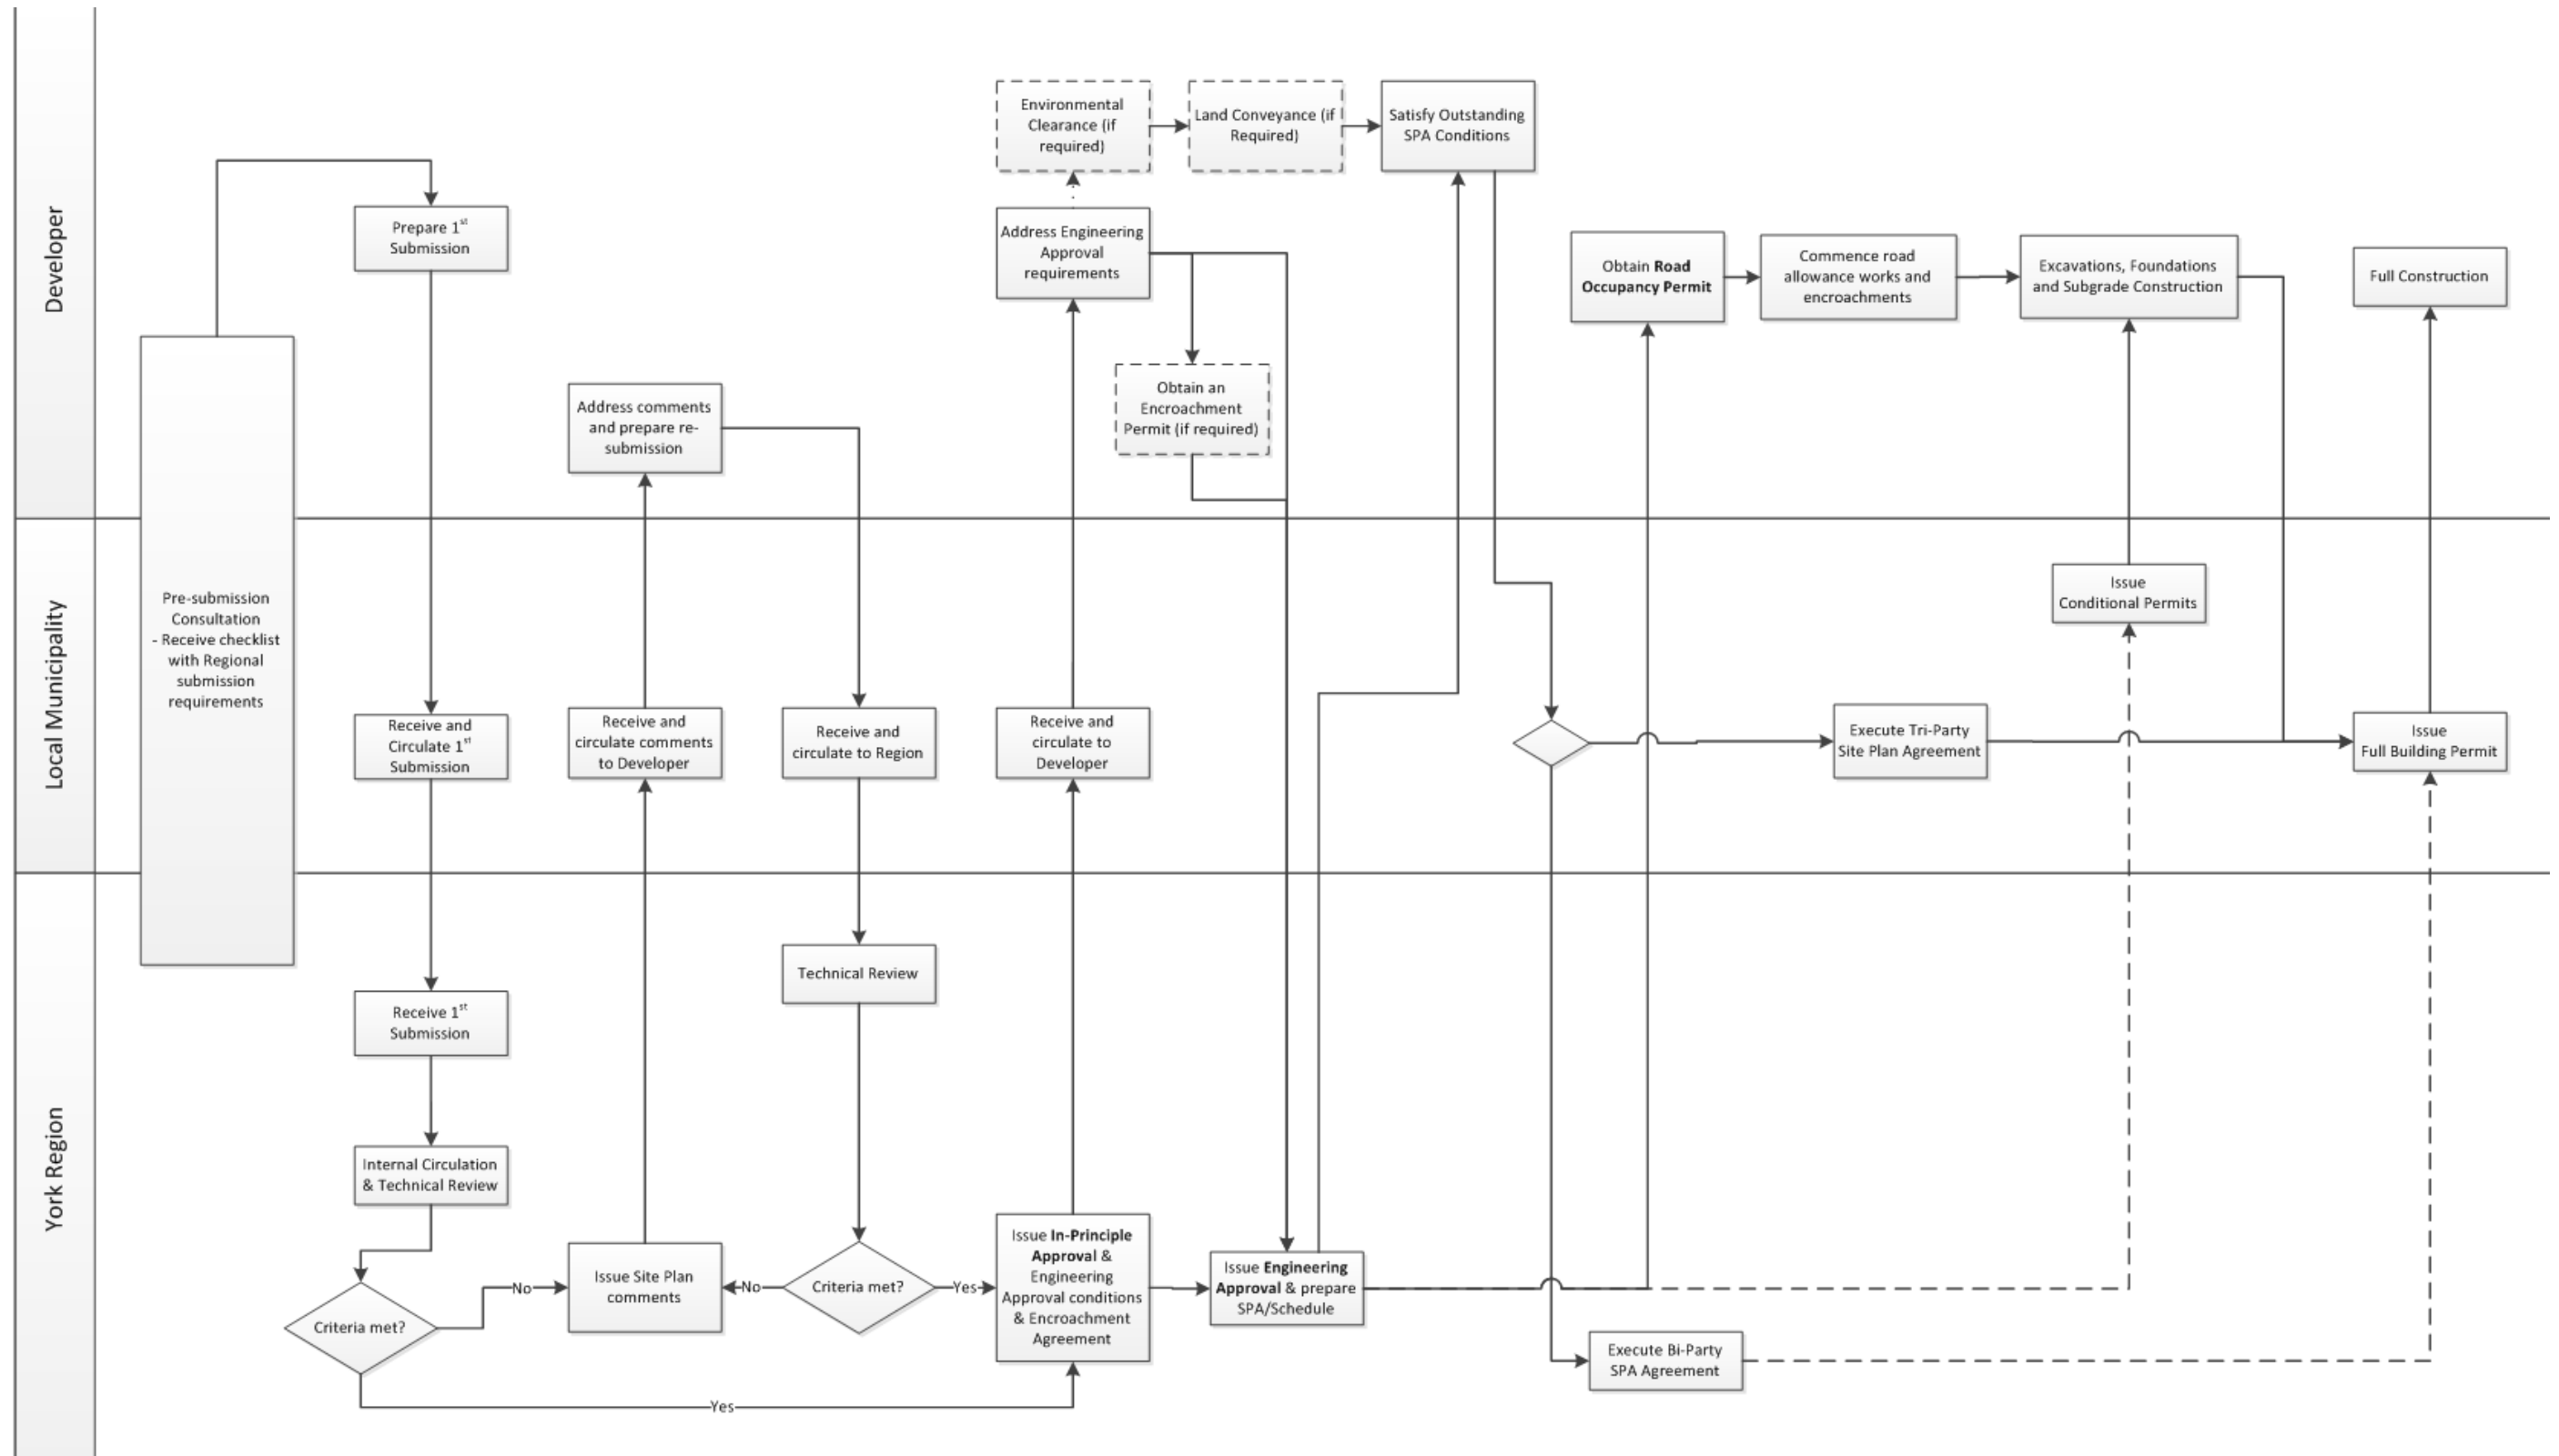 Developer
Environmental
Clearance (if
required)
Land Conveyance (if
Required)
Satisfy Outstanding
SPA Conditions
Prepare 1st
Submission
Address Engineering
Approval
requirements
Obtain Road
Occupancy Permit
Commence road
allowance works and
encroachments
Excavations, Foundations
and Subgrade Construction
Full Construction
Address comments
and prepare re-
submission
Obtain an
Encroachment
Permit (if required)
Local Municipality
Pre-submission
Consultation
- Receive checklist
with Regional
submission
requirements
Issue
Conditional Permits
Receive and
Circulate 1st
Submission
Receive and
circulate comments
to Developer
Receive and
circulate to Region
Receive and
circulate to
Developer
Execute Tri-Party
Site Plan Agreement
Issue
Full Building Permit
York Region
Technical Review
Receive 1st
Submission
Internal Circulation
& Technical Review
Criteria met?
No
Issue Site Plan
comments
No
Criteria met?
Yes
Issue In-Principle
Approval &
Engineering
Approval conditions
& Encroachment
Agreement
Issue Engineering
Approval & prepare
SPA/Schedule
Execute Bi-Party
SPA Agreement
Yes